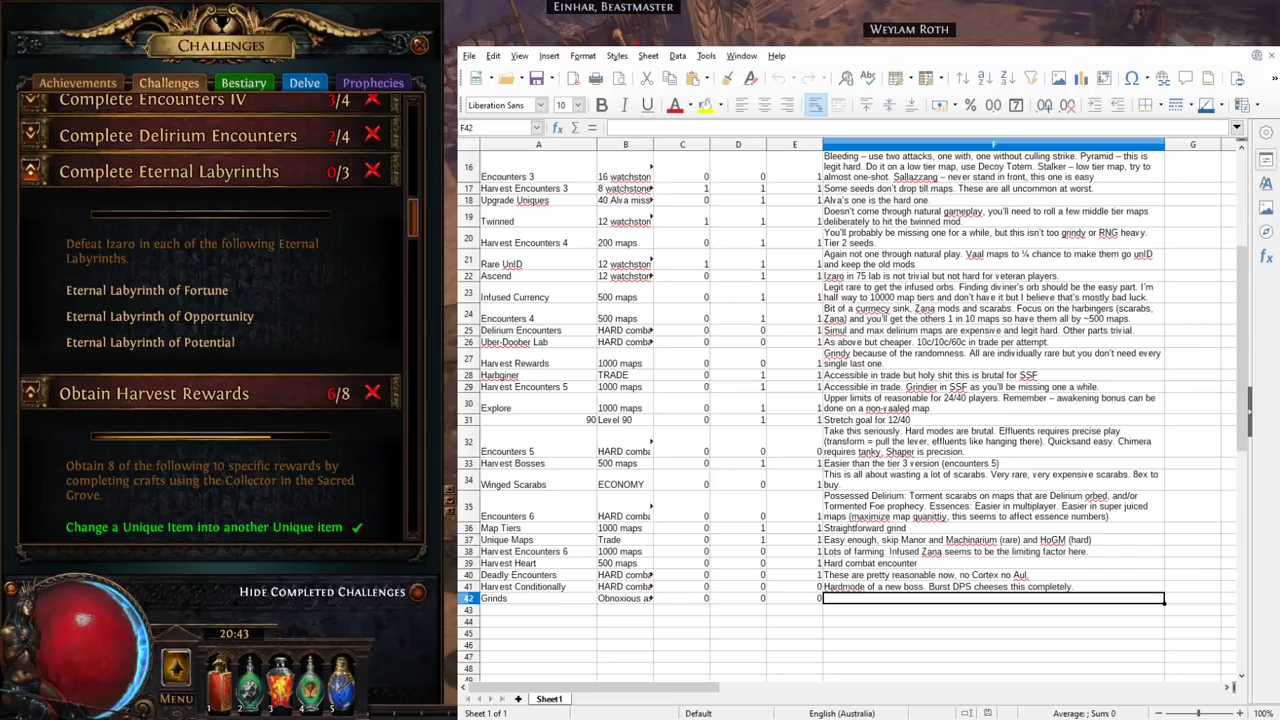 EINHAR, BEASTMASTER
WEYLAM ROTH
CHALLENGES
Achievements
Challenges
Bestiary
Delve
Prophecies
Complete Encounters IV 3/4
Complete Delirium Encounters 2/4
Complete Eternal Labyrinths 0/3
Defeat Izaro in each of the following Eternal
Labyrinths.
Eternal Labyrinth of Fortune
Eternal Labyrinth of Opportunity
Eternal Labyrinth of Potential
Obtain Harvest Rewards 6/8
Obtain 8 of the following 10 specific rewards by
completing crafts using the Collector in the Sacred
Grove.
Change a Unique Item into another Unique item
HIDE COMPLETED CHALLENGES
20:43
MENU
1 2 3 4 5
File Edit View Insert Format Styles Sheet Data Tools Window Help
Liberation Sans 10
F42
A B C D E F G
Bleeding – use two attacks, one with, one without culling strike. Pyramid – this is
legit hard. Do it on a low tier map, use Decoy Totem. Stalker – low tier map, try to
16 Encounters 3 16 watchston 0 0 1 almost one-shot. Sallazzang – never stand in front, this one is easy
17 Harvest Encounters 3 8 watchstone 1 1 1 Some seeds don't drop till maps. These are all uncommon at worst.
18 Upgrade Uniques 40 Alva miss 0 1 1 Alva's one is the hard one.
Doesn't come through natural gameplay, you'll need to roll a few middle tier maps
19 Twinned 12 watchston 1 1 1 deliberately to hit the twinned mod.
You'll probably be missing one for a while, but this isn't too grindy or RNG heavy.
20 Harvest Encounters 4 200 maps 0 1 1 Tier 2 seeds.
Again not one through natural play. Vaal maps to ¼ chance to make them go unID
21 Rare UnID 12 watchston 1 1 1 and keep the old mods
22 Ascend 12 watchston 0 1 1 Izaro in 75 lab is not trivial but not hard for veteran players.
Legit rare to get the infused orbs. Finding diviner's orb should be the easy part. I'm
23 Infused Currency 500 maps 0 1 1 half way to 10000 map tiers and don't have it but I believe that's mostly bad luck.
Bit of a currnecy sink, Zana mods and scarabs. Focus on the harbingers (scarabs,
24 Encounters 4 500 maps 0 1 1 Zana) and you'll get the others 1 in 10 maps so have them all by ~500 maps.
25 Delirium Encounters HARD comba 0 0 1 Simul and max delirium maps are expensive and legit hard. Other parts trivial.
26 Uber-Doober Lab HARD comba 0 0 1 As above but cheaper. 10c/10c/60c in trade per attempt.
Grindy because of the randomness. All are individually rare but you don't need every
27 Harvest Rewards 1000 maps 0 1 1 single last one.
28 Harbginer TRADE 0 1 1 Accessible in trade but holy shit this is brutal for SSF
29 Harvest Encounters 5 1000 maps 0 1 1 Accessible in trade. Grindier in SSF as you'll be missing one a while.
Upper limits of reasonable for 24/40 players. Remember – awakening bonus can be
30 Explore 1000 maps 0 1 1 done on a non-vaaled map.
31 90 Level 90 0 1 1 Stretch goal for 12/40
Take this seriously. Hard modes are brutal. Effluents requires precise play
(transform = pull the lever, effluents like hanging there). Quicksand easy. Chimera
32 Encounters 5 HARD comba 0 0 0 requires tanky, Shaper is precision.
33 Harvest Bosses 500 maps 0 1 1 Easier than the tier 3 version (encounters 5)
This is all about wasting a lot of scarabs. Very rare, very expensive scarabs. 8ex to
34 Winged Scarabs ECONOMY 0 0 1 buy.
Possessed Delirium: Torment scarabs on maps that are Delirium orbed, and/or
Tormented Foe prophecy. Essences: Easier in multiplayer. Easier in super juiced
35 Encounters 6 HARD comba 0 0 1 maps (maximize map quanittiy, this seems to affect essence numbers)
36 Map Tiers 1000 maps 0 1 1 Straightforward grind
37 Unique Maps Trade 0 1 1 Easy enough, skip Manor and Machinarium (rare) and HoGM (hard)
38 Harvest Encounters 6 1000 maps 0 0 1 Lots of farming. Infused Zana seems to be the limiting factor here.
39 Harvest Heart 500 maps 0 0 1 Hard combat encounter
40 Deadly Encounters HARD comba 0 0 1 These are pretty reasonable now, no Cortex no Aul.
41 Harvest Conditionally HARD comba 0 0 0 Hardmode of a new boss. Burst DPS cheeses this completely.
42 Grinds Obnoxious a 0 0 0
43
44
45
46
47
48
Sheet1
Sheet 1 of 1 Default English (Australia) Average: ; Sum: 0 100%